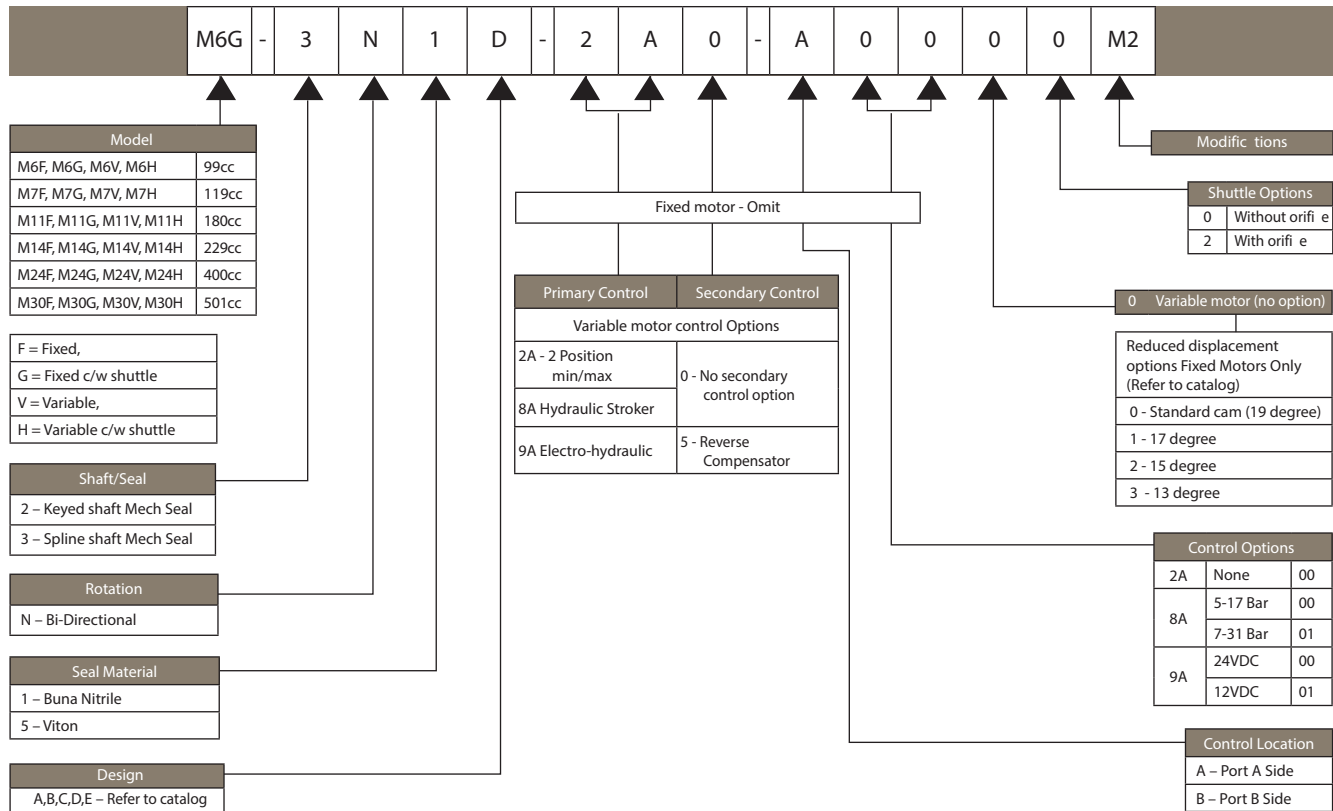 M6G - 3 N 1 D - 2 A 0 - A 0 0 0 0 M2
Model
M6F, M6G, M6V, M6H 99cc
M7F, M7G, M7V, M7H 119cc
M11F, M11G, M11V, M11H 180cc
M14F, M14G, M14V, M14H 229cc
M24F, M24G, M24V, M24H 400cc
M30F, M30G, M30V, M30H 501cc
F = Fixed,
G = Fixed c/w shuttle
V = Variable,
H = Variable c/w shuttle
Shaft/Seal
2 – Keyed shaft Mech Seal
3 – Spline shaft Mech Seal
Rotation
N – Bi-Directional
Seal Material
1 – Buna Nitrile
5 – Viton
Design
A,B,C,D,E – Refer to catalog
Fixed motor - Omit
Primary Control Secondary Control
Variable motor control Options
2A - 2 Position
min/max
8A Hydraulic Stroker
9A Electro-hydraulic
0 - No secondary
control option
5 - Reverse
Compensator
Modific tions
Shuttle Options
0 Without orifi e
2 With orifi e
0 Variable motor (no option)
Reduced displacement
options Fixed Motors Only
(Refer to catalog)
0 - Standard cam (19 degree)
1 - 17 degree
2 - 15 degree
3 - 13 degree
Control Options
2A None 00
8A 5-17 Bar 00
7-31 Bar 01
9A 24VDC 00
12VDC 01
Control Location
A – Port A Side
B – Port B Side